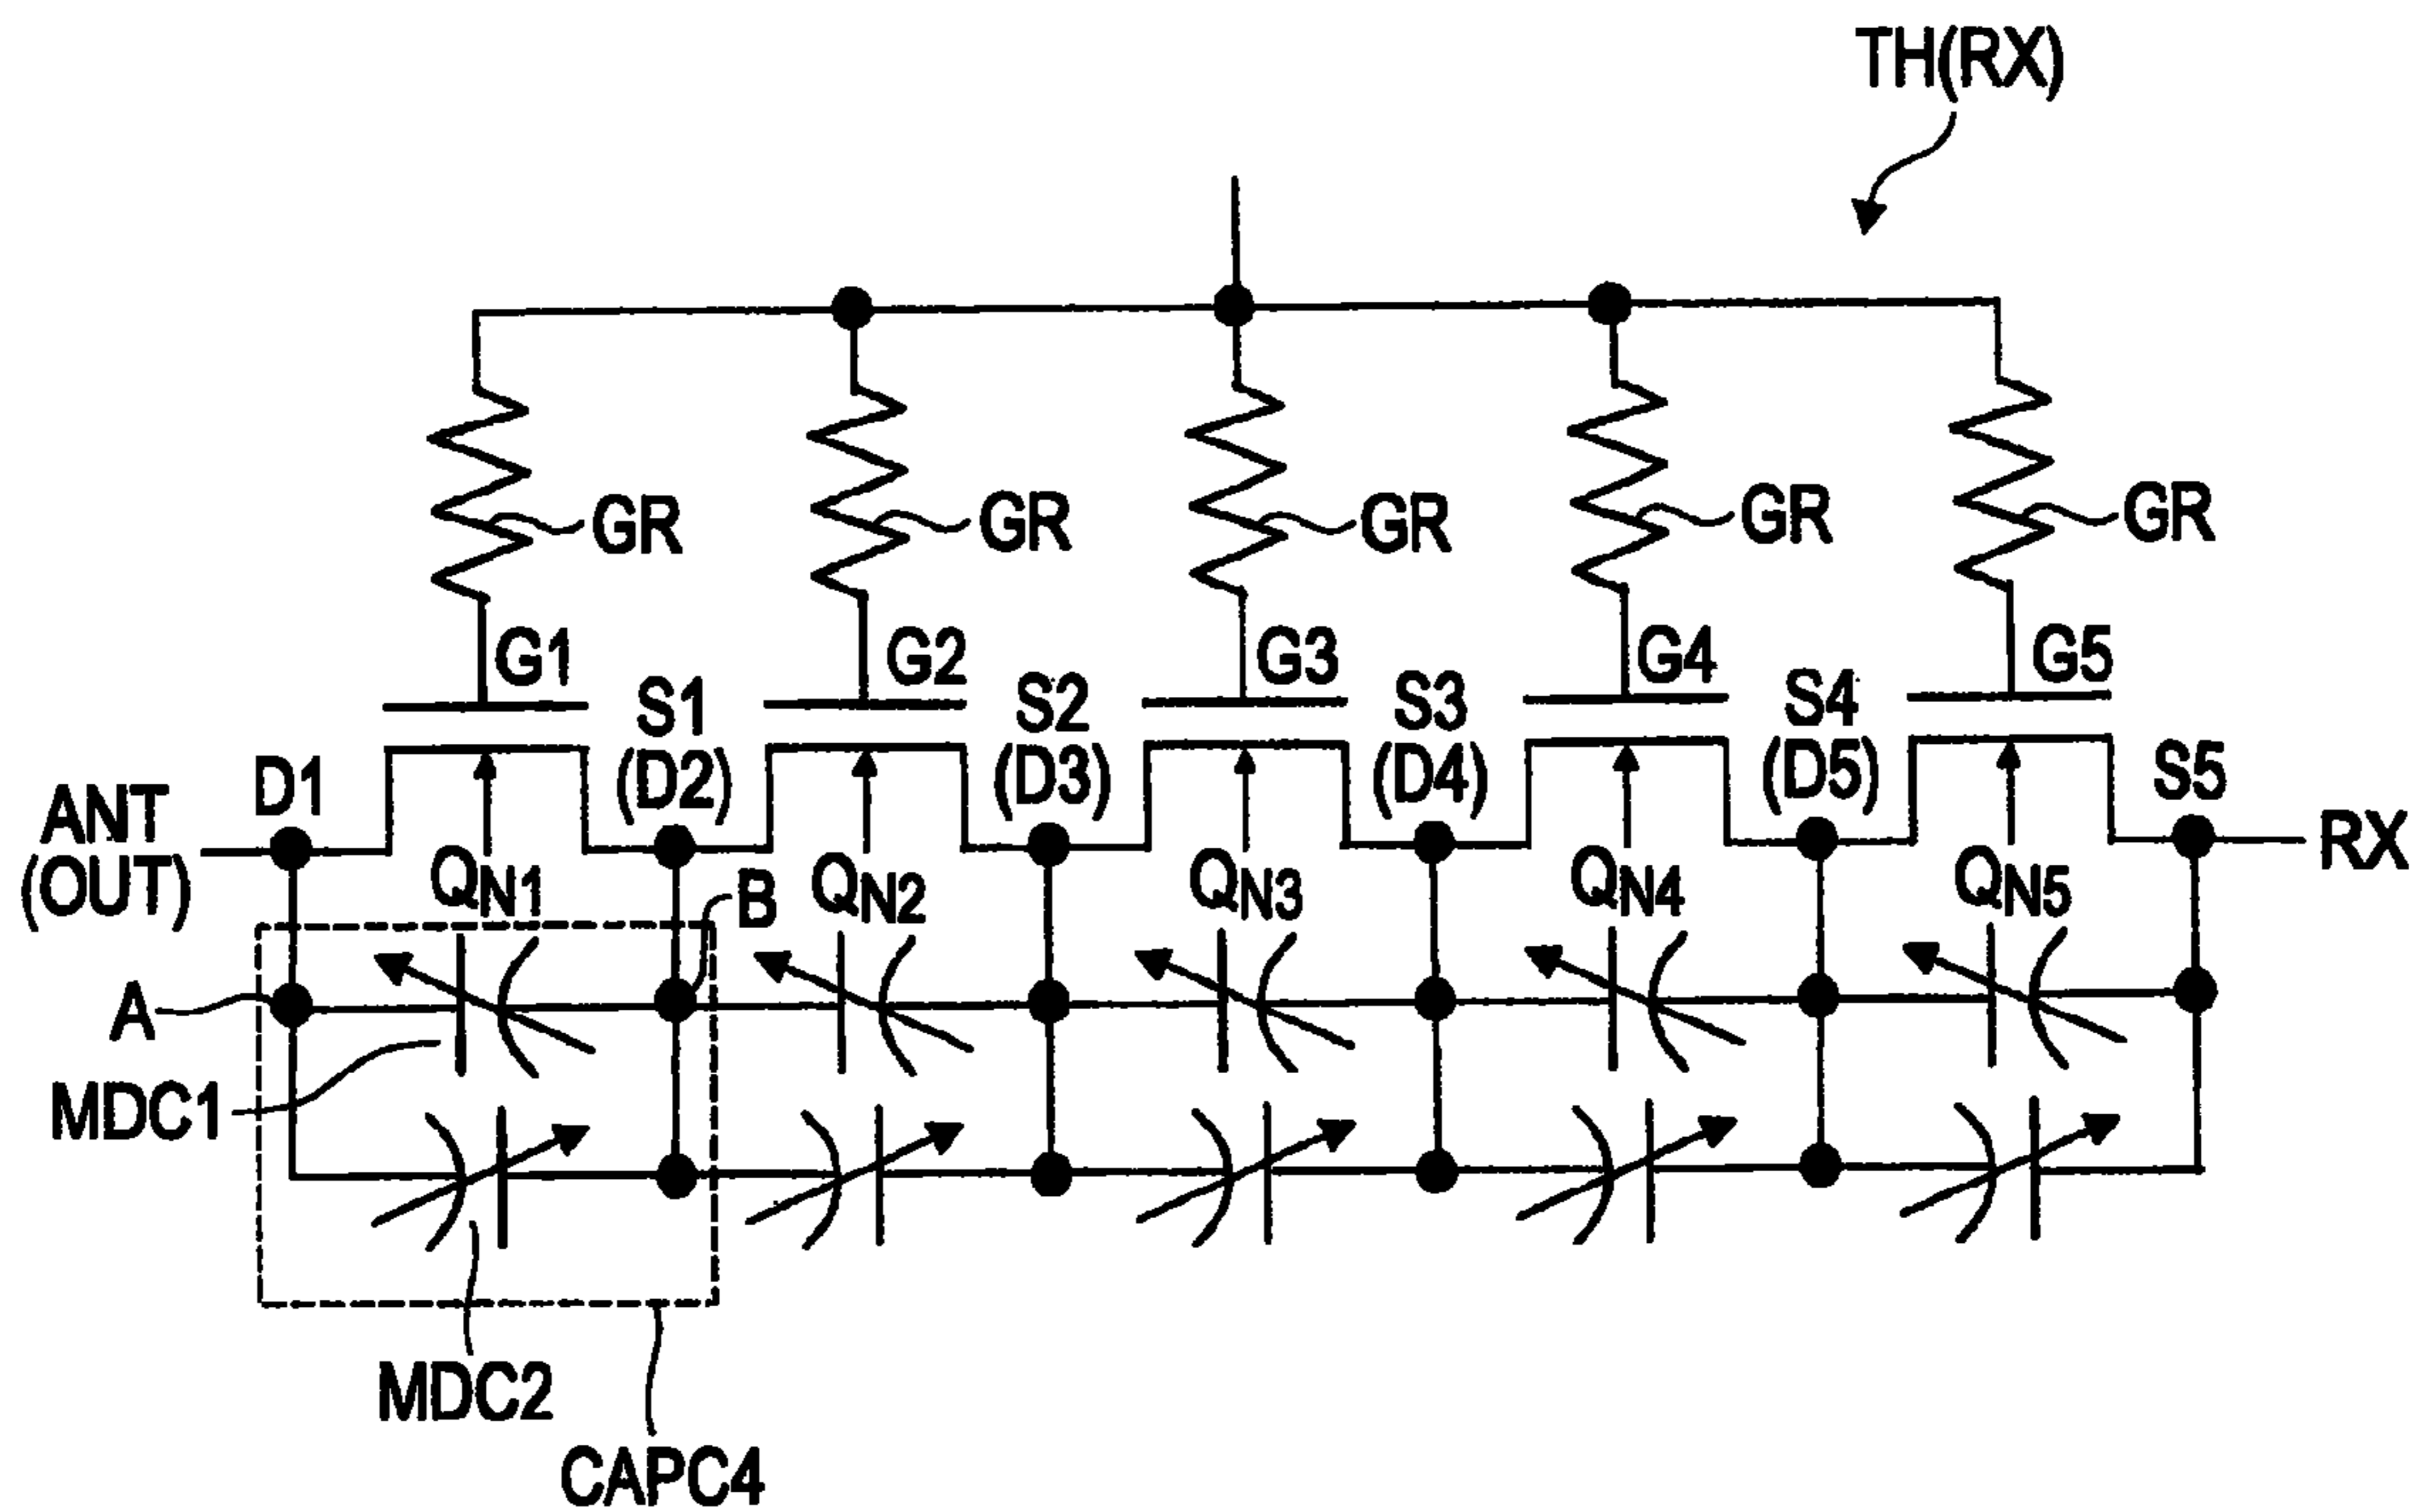 TH(RX)
GR GR GR GR GR
G1 G2 G3 G4 G5
S1 S2 S3 S4
D1 (D2) (D3) (D4) (D5) S5
ANT
(OUT)
RX
QN1 QN2 QN3 QN4 QN5
B
A
MDC1
MDC2
CAPC4